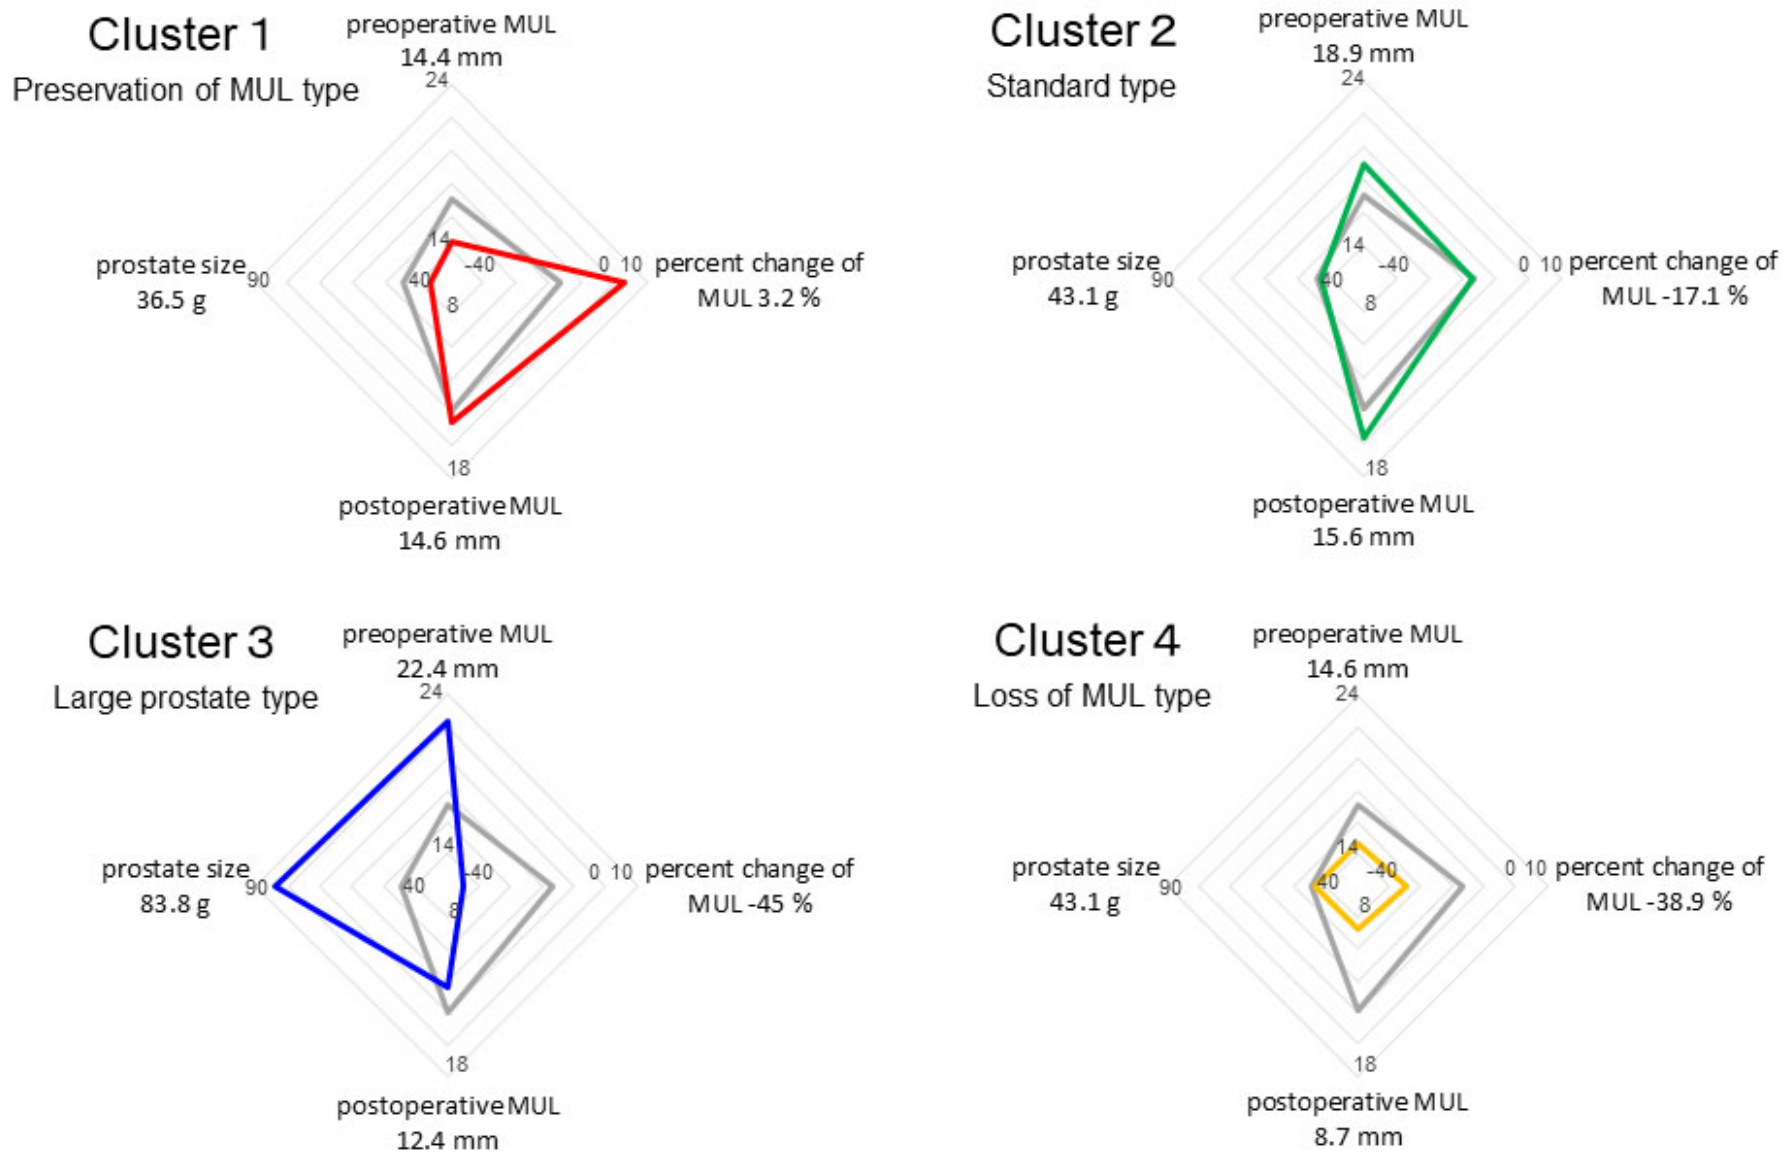 Cluster 1
Preservation of MUL type
preoperative MUL
14.4 mm
24
14
-40
0 10
percent change of
MUL 3.2 %
prostate size
36.5 g
90
40
8
18
postoperative MUL
14.6 mm
Cluster 2
Standard type
preoperative MUL
18.9 mm
24
14
-40
0 10
percent change of
MUL -17.1 %
prostate size
43.1 g
90
40
8
18
postoperative MUL
15.6 mm
Cluster 3
Large prostate type
preoperative MUL
22.4 mm
24
14
-40
0 10
percent change of
MUL -45 %
prostate size
83.8 g
90
40
8
18
postoperative MUL
12.4 mm
Cluster 4
Loss of MUL type
preoperative MUL
14.6 mm
24
14
-40
0 10
percent change of
MUL -38.9 %
prostate size
43.1 g
90
40
8
18
postoperative MUL
8.7 mm